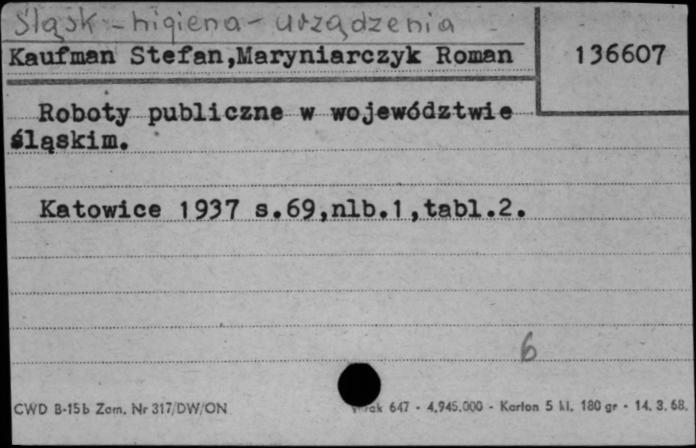 Śląsk - higiena - urządzenia
Kaufman Stefan,Maryniarczyk Roman
136607
Roboty publiczne w województwie
śląskim.
Katowice 1937 s.69,nlb.1,tabl.2.
6
CWD B-15b Zam. Nr 317/DW/ON
647 - 4.945.000 - Karton 5 kl. 180 gr - 14. 3. 68.